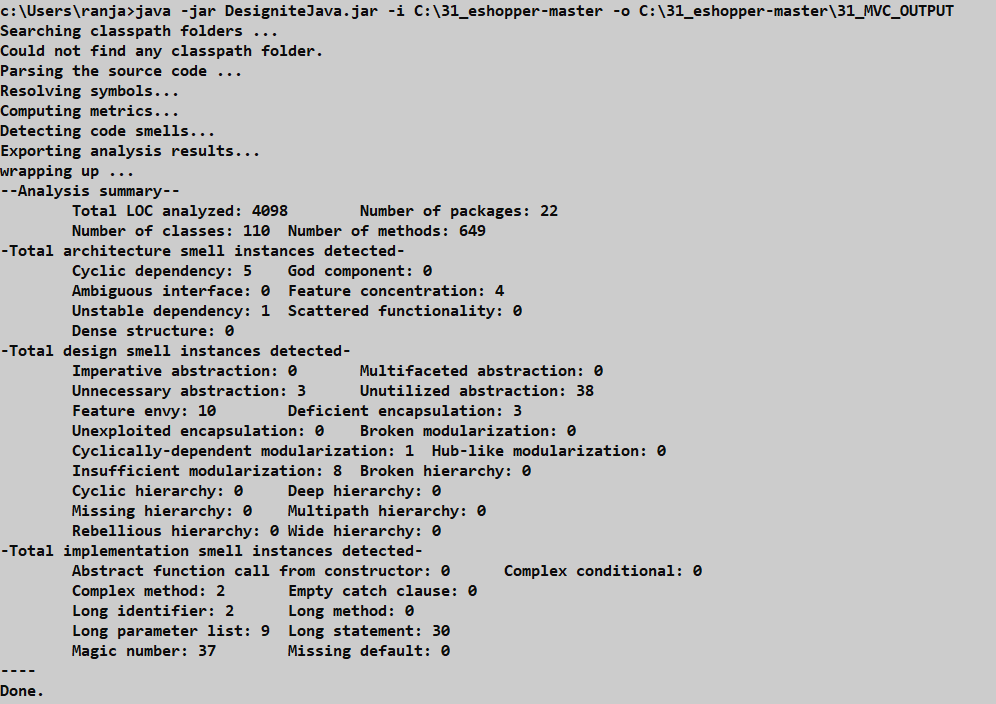 c:\Users\ranja>java -jar DesigniteJava.jar -i C:\31_eshopper-master -o C:\31_eshopper-master\31_MVC_OUTPUT
Searching classpath folders ...
Could not find any classpath folder.
Parsing the source code ...
Resolving symbols...
Computing metrics...
Detecting code smells...
Exporting analysis results...
wrapping up ...
--Analysis summary--
        Total LOC analyzed: 4098        Number of packages: 22
        Number of classes: 110  Number of methods: 649
-Total architecture smell instances detected-
        Cyclic dependency: 5    God component: 0
        Ambiguous interface: 0  Feature concentration: 4
        Unstable dependency: 1  Scattered functionality: 0
        Dense structure: 0
-Total design smell instances detected-
        Imperative abstraction: 0       Multifaceted abstraction: 0
        Unnecessary abstraction: 3      Unutilized abstraction: 38
        Feature envy: 10        Deficient encapsulation: 3
        Unexploited encapsulation: 0    Broken modularization: 0
        Cyclically-dependent modularization: 1  Hub-like modularization: 0
        Insufficient modularization: 8  Broken hierarchy: 0
        Cyclic hierarchy: 0     Deep hierarchy: 0
        Missing hierarchy: 0    Multipath hierarchy: 0
        Rebellious hierarchy: 0 Wide hierarchy: 0
-Total implementation smell instances detected-
        Abstract function call from constructor: 0      Complex conditional: 0
        Complex method: 2       Empty catch clause: 0
        Long identifier: 2      Long method: 0
        Long parameter list: 9  Long statement: 30
        Magic number: 37        Missing default: 0
----
Done.